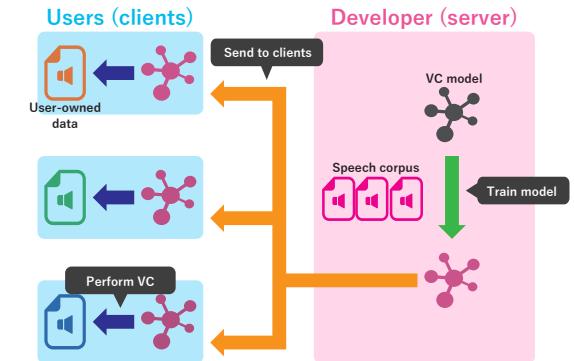 Users (clients)
Developer (server)
Send to clients
VC model
User-owned
data
Speech corpus
Train model
Perform VC